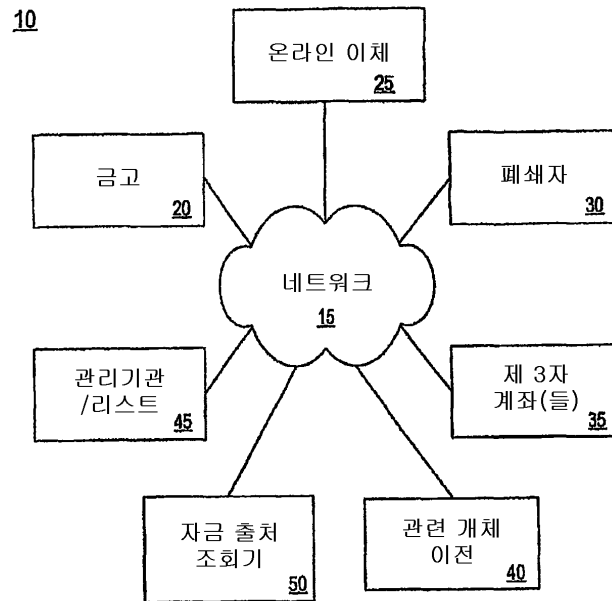 10
온라인 이체
25
금고
20
폐쇄자
30
네트워크
15
관리기관
/리스트
45
제 3자
계좌(들)
35
자금 출처
조회기
50
관련 개체
이전
40